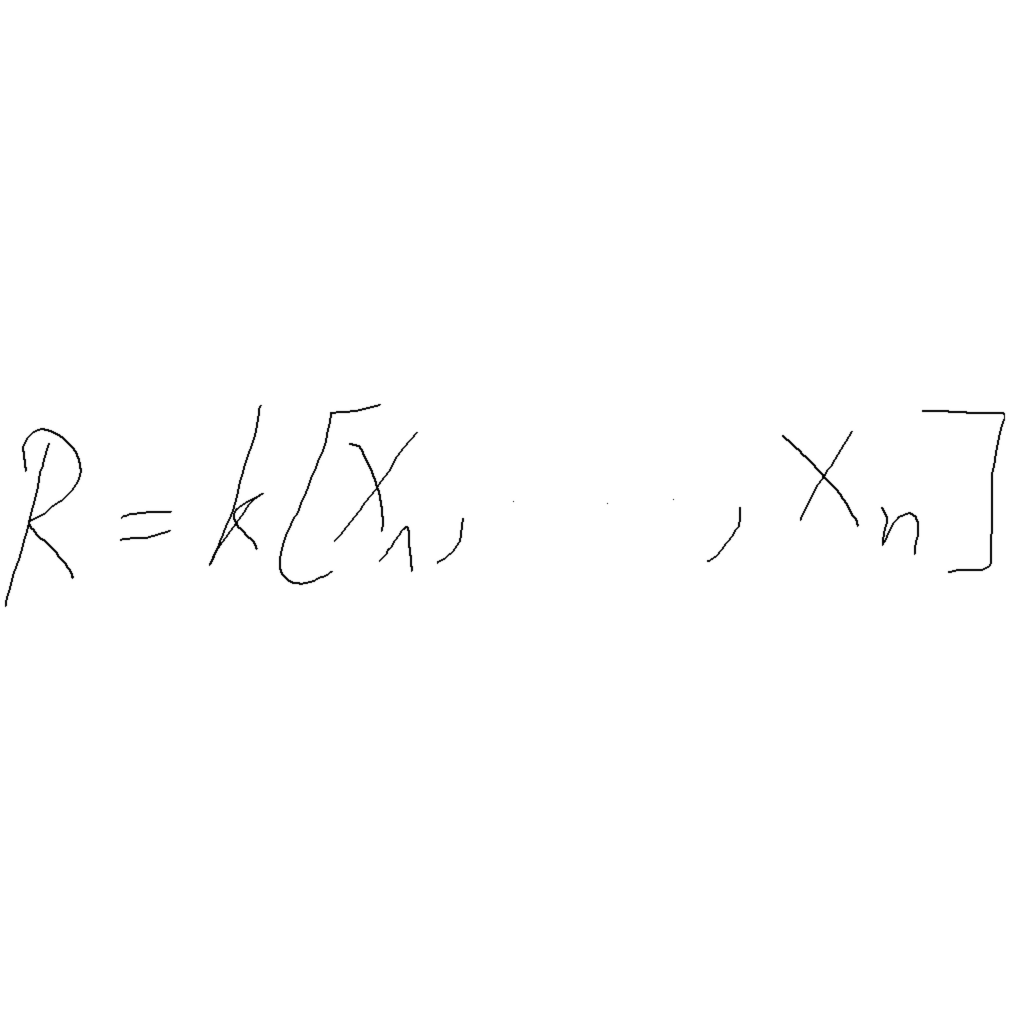 R = k[X₁, . . . , Xₙ]